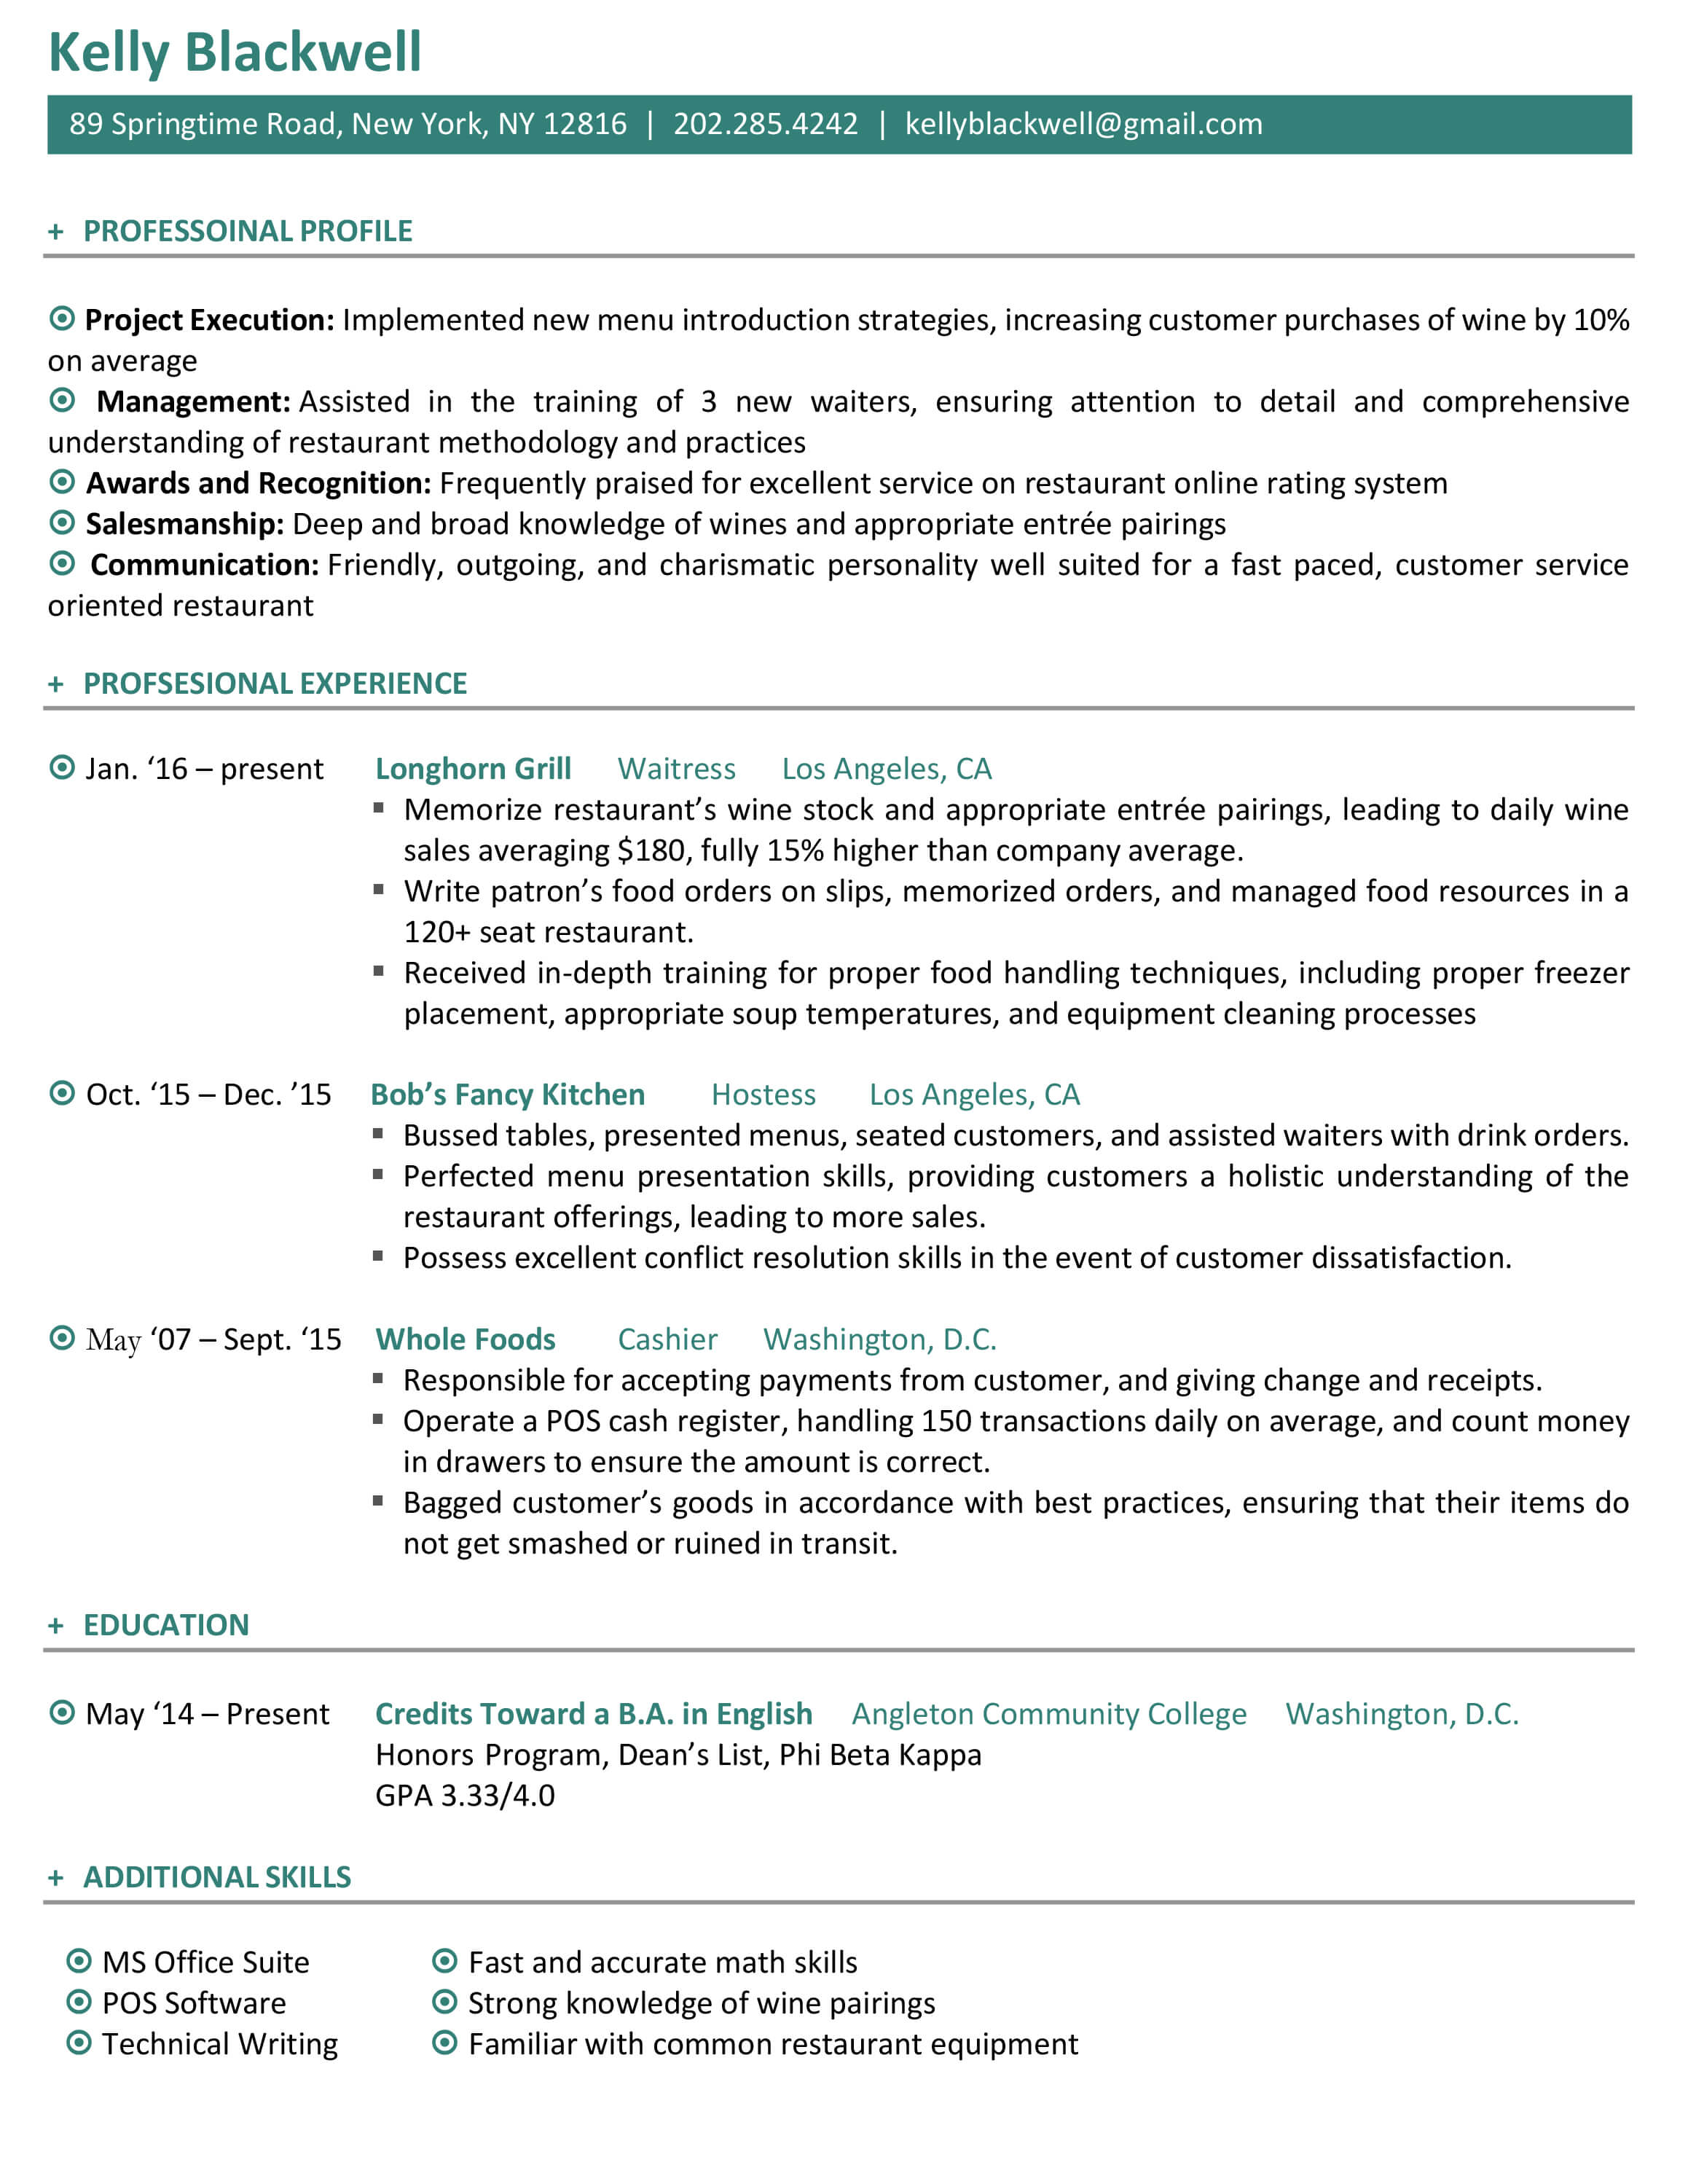 Kelly Blackwell
89 Springtime Road, New York, NY 12816 | 202.285.4242 | kellyblackwell@gmail.com
+ PROFESSOINAL PROFILE
Project Execution: Implemented new menu introduction strategies, increasing customer purchases of wine by 10%
on average
Management: Assisted in the training of 3 new waiters, ensuring attention to detail and comprehensive
understanding of restaurant methodology and practices
Awards and Recognition: Frequently praised for excellent service on restaurant online rating system
Salesmanship: Deep and broad knowledge of wines and appropriate entrée pairings
Communication: Friendly, outgoing, and charismatic personality well suited for a fast paced, customer service
oriented restaurant
+ PROFSESIONAL EXPERIENCE
Jan. ‘16 – present Longhorn Grill Waitress Los Angeles, CA
▪ Memorize restaurant’s wine stock and appropriate entrée pairings, leading to daily wine
sales averaging $180, fully 15% higher than company average.
▪ Write patron’s food orders on slips, memorized orders, and managed food resources in a
120+ seat restaurant.
▪ Received in-depth training for proper food handling techniques, including proper freezer
placement, appropriate soup temperatures, and equipment cleaning processes
Oct. ‘15 – Dec. ’15 Bob’s Fancy Kitchen Hostess Los Angeles, CA
▪ Bussed tables, presented menus, seated customers, and assisted waiters with drink orders.
▪ Perfected menu presentation skills, providing customers a holistic understanding of the
restaurant offerings, leading to more sales.
▪ Possess excellent conflict resolution skills in the event of customer dissatisfaction.
May ‘07 – Sept. ‘15 Whole Foods Cashier Washington, D.C.
▪ Responsible for accepting payments from customer, and giving change and receipts.
▪ Operate a POS cash register, handling 150 transactions daily on average, and count money
in drawers to ensure the amount is correct.
▪ Bagged customer’s goods in accordance with best practices, ensuring that their items do
not get smashed or ruined in transit.
+ EDUCATION
May ‘14 – Present Credits Toward a B.A. in English Angleton Community College Washington, D.C.
Honors Program, Dean’s List, Phi Beta Kappa
GPA 3.33/4.0
+ ADDITIONAL SKILLS
MS Office Suite Fast and accurate math skills
POS Software Strong knowledge of wine pairings
Technical Writing Familiar with common restaurant equipment